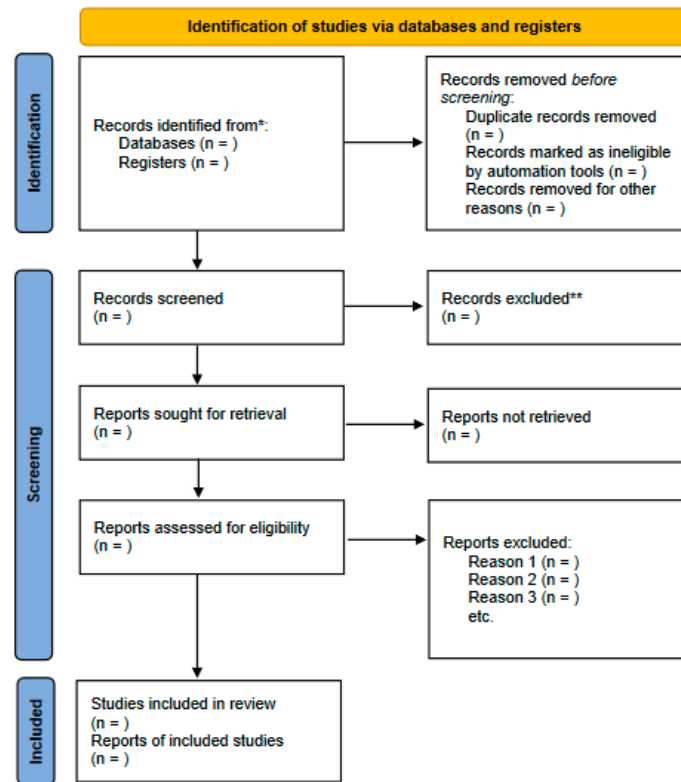 Identification of studies via databases and registers
Identification
Records identified from*:
Databases (n = )
Registers (n = )
Records removed before
screening:
Duplicate records removed
(n = )
Records marked as ineligible
by automation tools (n = )
Records removed for other
reasons (n = )
Screening
Records screened
(n = )
Records excluded**
(n = )
Reports sought for retrieval
(n = )
Reports not retrieved
(n = )
Reports assessed for eligibility
(n = )
Reports excluded:
Reason 1 (n = )
Reason 2 (n = )
Reason 3 (n = )
etc.
Included
Studies included in review
(n = )
Reports of included studies
(n = )